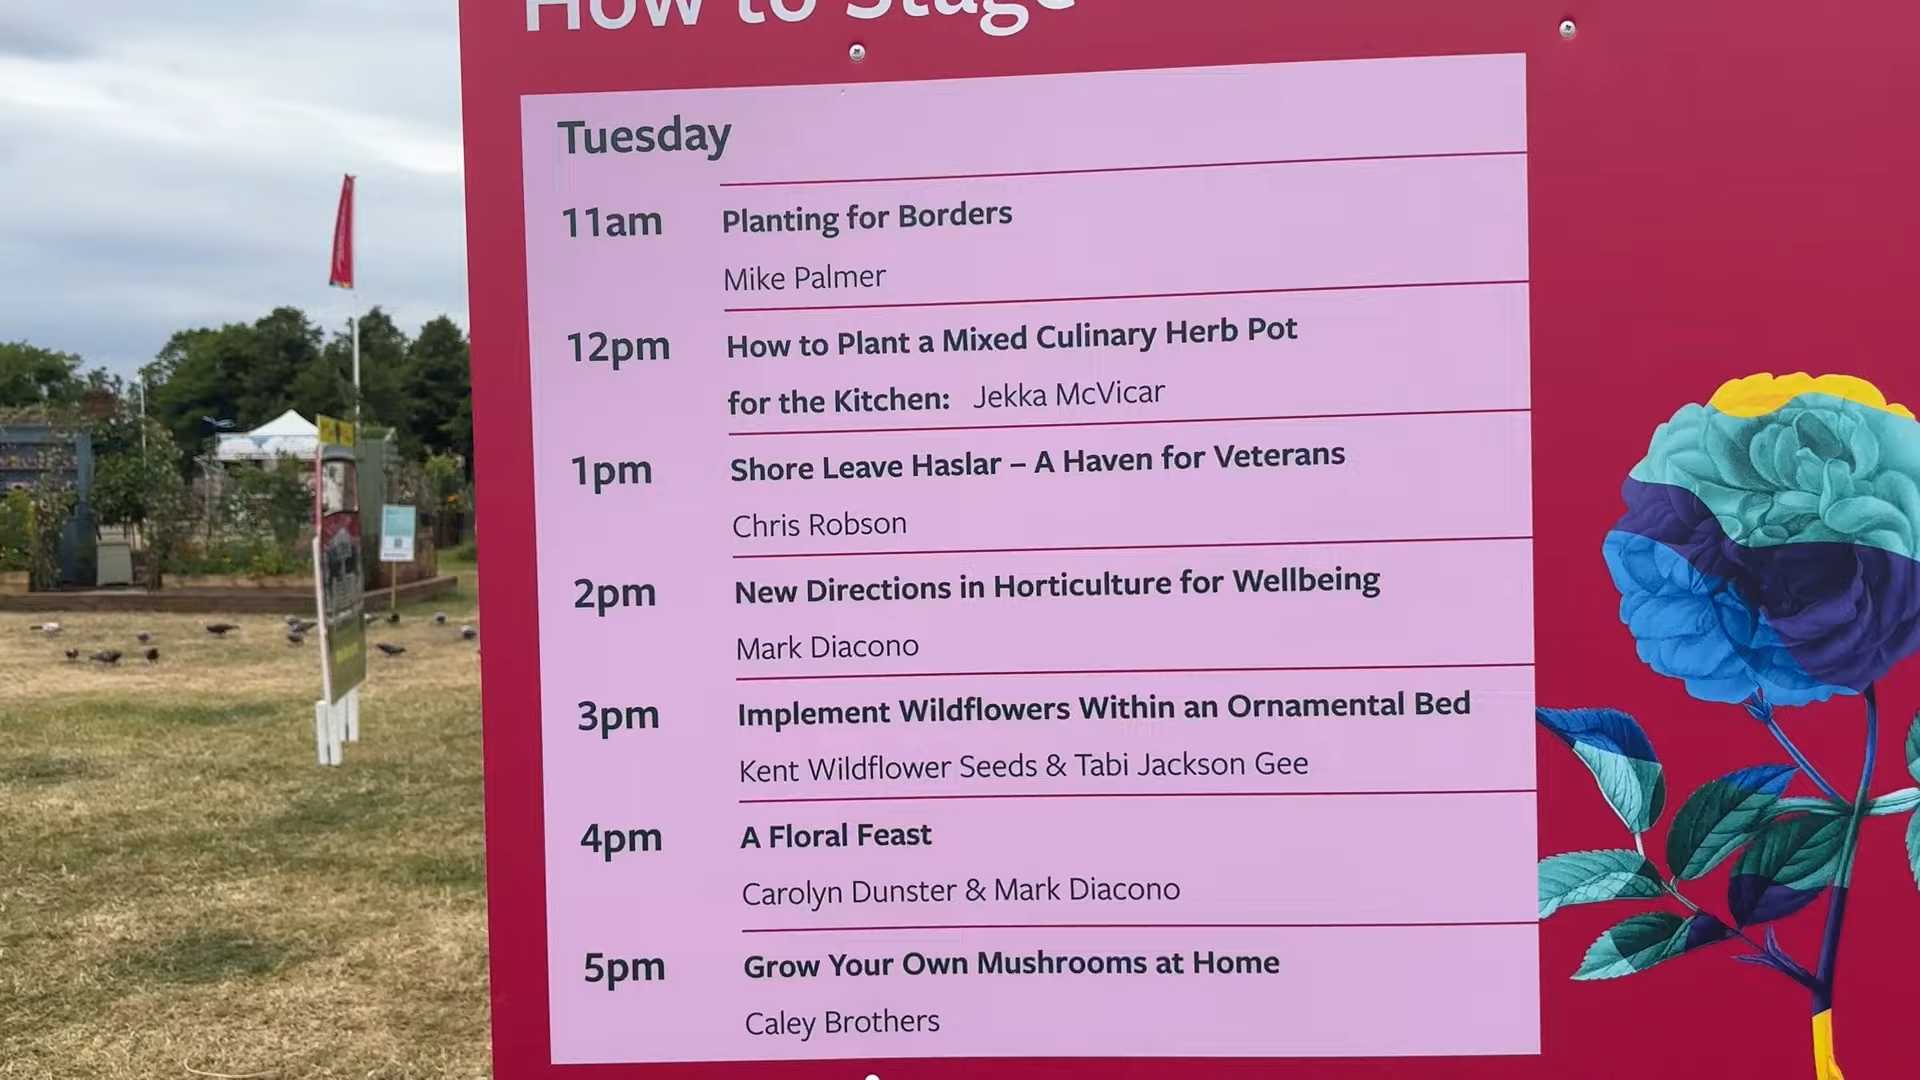 How to Stage
Tuesday
11am Planting for Borders
Mike Palmer
12pm How to Plant a Mixed Culinary Herb Pot
for the Kitchen: Jekka McVicar
1pm Shore Leave Haslar – A Haven for Veterans
Chris Robson
2pm New Directions in Horticulture for Wellbeing
Mark Diacono
3pm Implement Wildflowers Within an Ornamental Bed
Kent Wildflower Seeds & Tabi Jackson Gee
4pm A Floral Feast
Carolyn Dunster & Mark Diacono
5pm Grow Your Own Mushrooms at Home
Caley Brothers